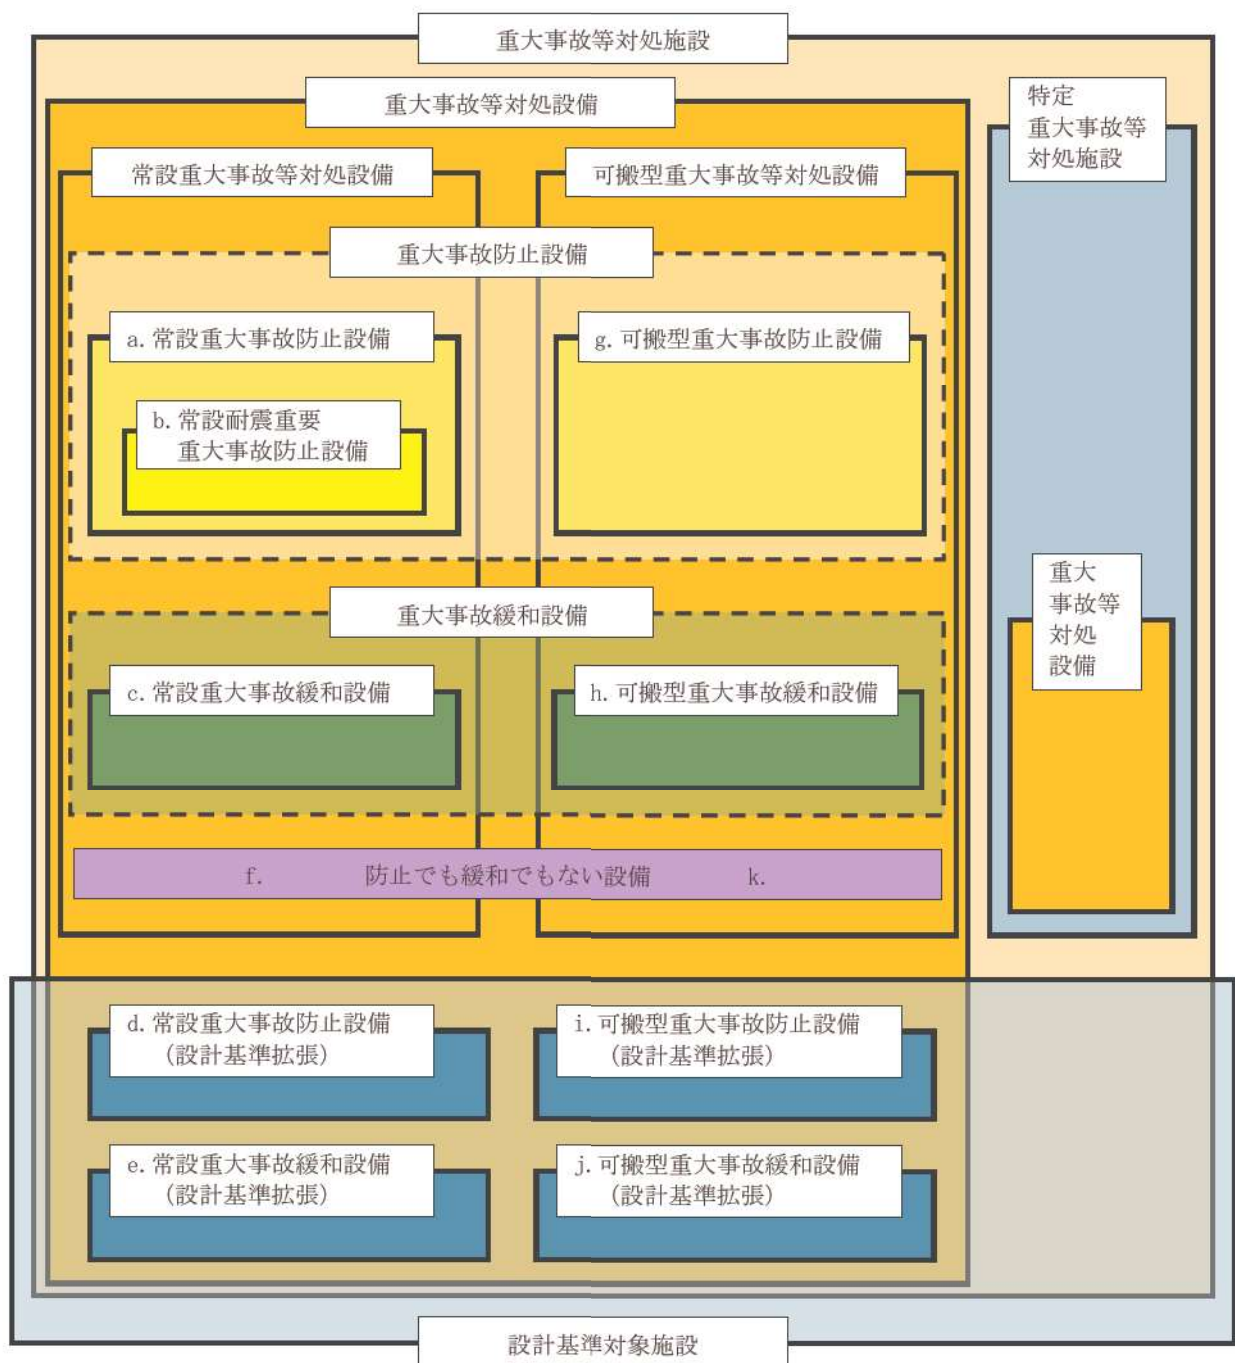 重大事故等対処施設
重大事故等対処設備
特定
重大事故等
対処施設
常設重大事故等対処設備
可搬型重大事故等対処設備
重大事故防止設備
a. 常設重大事故防止設備
g. 可搬型重大事故防止設備
b. 常設耐震重要
重大事故防止設備
重大事故緩和設備
重大
事故等
対処
設備
c. 常設重大事故緩和設備
h. 可搬型重大事故緩和設備
f. 防止でも緩和でもない設備 k.
d. 常設重大事故防止設備
(設計基準拡張)
i. 可搬型重大事故防止設備
(設計基準拡張)
e. 常設重大事故緩和設備
(設計基準拡張)
j. 可搬型重大事故緩和設備
(設計基準拡張)
設計基準対象施設